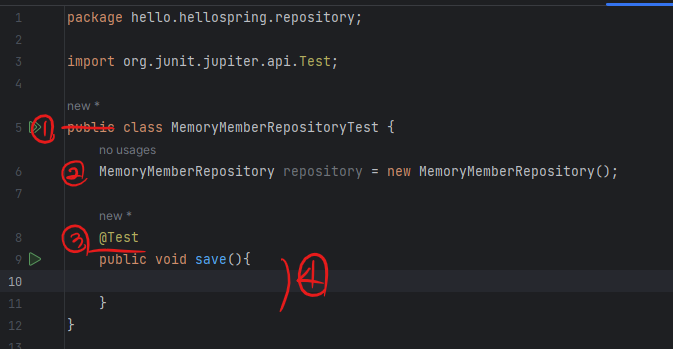 1 package hello.hellospring.repository;
2
3 import org.junit.jupiter.api.Test;
4
new *
5 ① public class MemoryMemberRepositoryTest {
no usages
6 ② MemoryMemberRepository repository = new MemoryMemberRepository();
7
new *
8 ③ @Test
9 public void save(){
10 ④
11 }
12 }
13